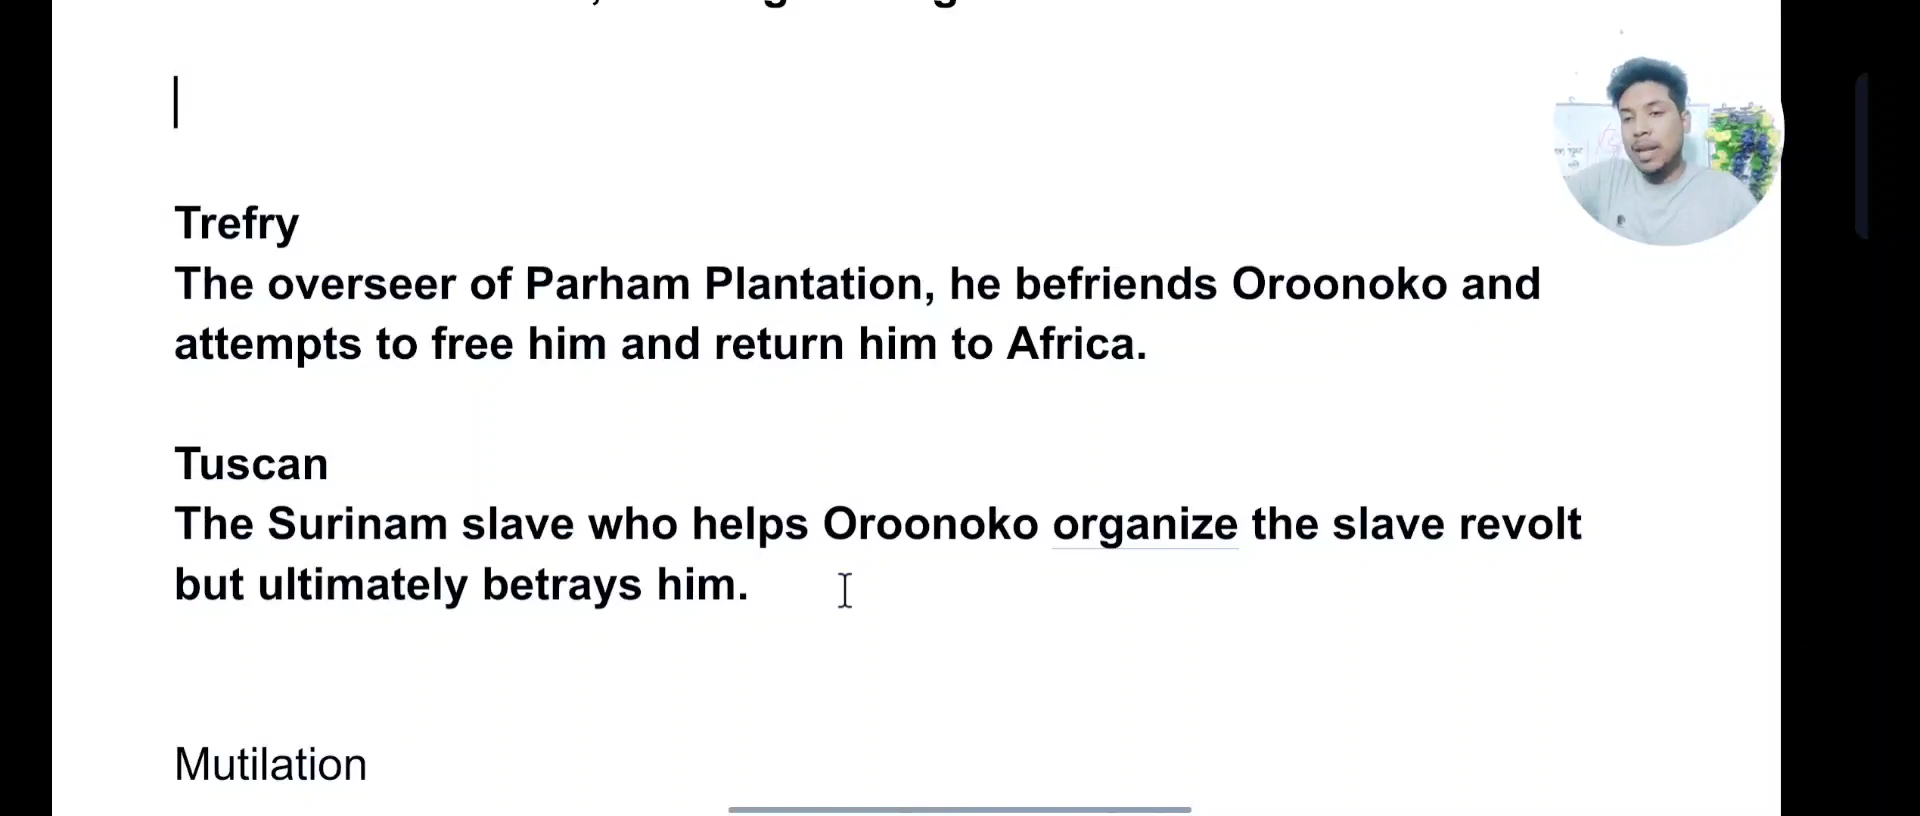 Trefry
The overseer of Parham Plantation, he befriends Oroonoko and
attempts to free him and return him to Africa.
Tuscan
The Surinam slave who helps Oroonoko organize the slave revolt
but ultimately betrays him.
Mutilation